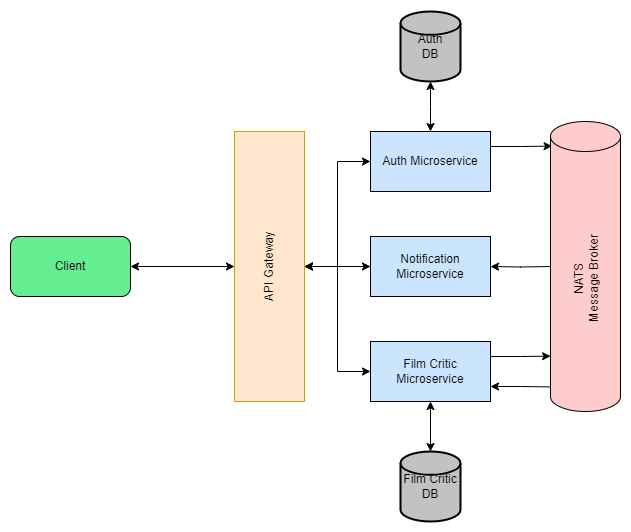 Auth
DB
Auth Microservice
Client
API Gateway
Notification
Microservice
NATS
Message Broker
Film Critic
Microservice
Film Critic
DB